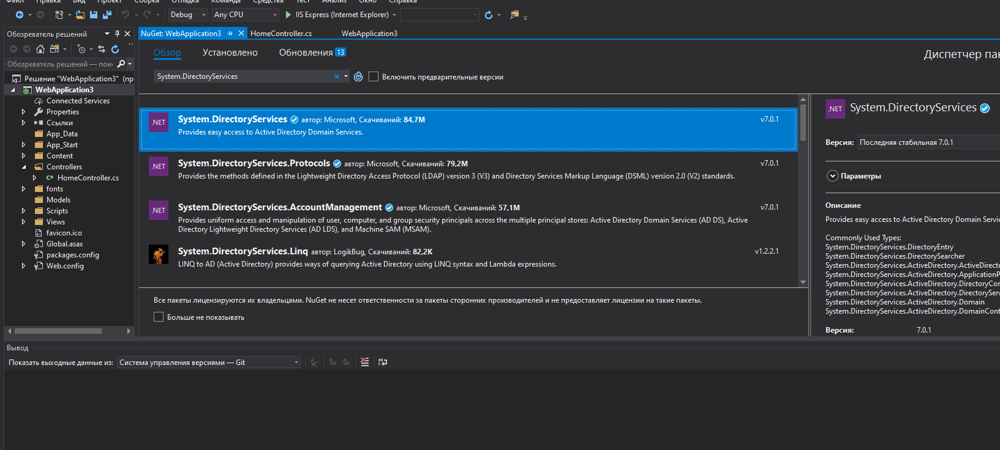 Файл Правка Вид Проект Сборка Отладка Команда Средства Тест Анализ Окно Справка
Debug Any CPU IIS Express (Internet Explorer)
Обозреватель решений
Обозреватель решений — пои
Решение "WebApplication3" (пр
WebApplication3
Connected Services
Properties
Ссылки
App_Data
App_Start
Content
Controllers
C# HomeController.cs
fonts
Models
Scripts
Views
favicon.ico
Global.asax
packages.config
Web.config
NuGet: WebApplication3 HomeController.cs WebApplication3
Обзор Установлено Обновления 13
Диспетчер пак
System.DirectoryServices Включить предварительные версии
.NET System.DirectoryServices автор: Microsoft, Скачиваний: 84,7M v7.0.1
Provides easy access to Active Directory Domain Services.
.NET System.DirectoryServices.Protocols автор: Microsoft, Скачиваний: 79,2M v7.0.1
Provides the methods defined in the Lightweight Directory Access Protocol (LDAP) version 3 (V3) and Directory Services Markup Language (DSML) version 2.0 (V2) standards.
.NET System.DirectoryServices.AccountManagement автор: Microsoft, Скачиваний: 57,1M v7.0.1
Provides uniform access and manipulation of user, computer, and group security principals across the multiple principal stores: Active Directory Domain Services (AD DS), Active
Directory Lightweight Directory Services (AD LDS), and Machine SAM (MSAM).
System.DirectoryServices.Linq автор: LogikBug, Скачиваний: 82,2K v1.2.2.1
LINQ to AD (Active Directory) provides ways of querying Active Directory using LINQ syntax and Lambda expressions.
Все пакеты лицензируются их владельцами. NuGet не несет ответственности за пакеты сторонних производителей и не предоставляет лицензии на такие пакеты.
Больше не показывать
.NET System.DirectoryServices
Версия: Последняя стабильная 7.0.1
Параметры
Описание
Provides easy access to Active Directory Domain Servic
Commonly Used Types:
System.DirectoryServices.DirectoryEntry
System.DirectoryServices.DirectorySearcher
System.DirectoryServices.ActiveDirectory.ActiveDirecto
System.DirectoryServices.ActiveDirectory.ApplicationP
System.DirectoryServices.ActiveDirectory.DirectoryCon
System.DirectoryServices.ActiveDirectory.DirectoryServ
System.DirectoryServices.ActiveDirectory.Domain
System.DirectoryServices.ActiveDirectory.DomainCont
Версия: 7.0.1
Вывод
Показать выходные данные из: Система управления версиями — Git